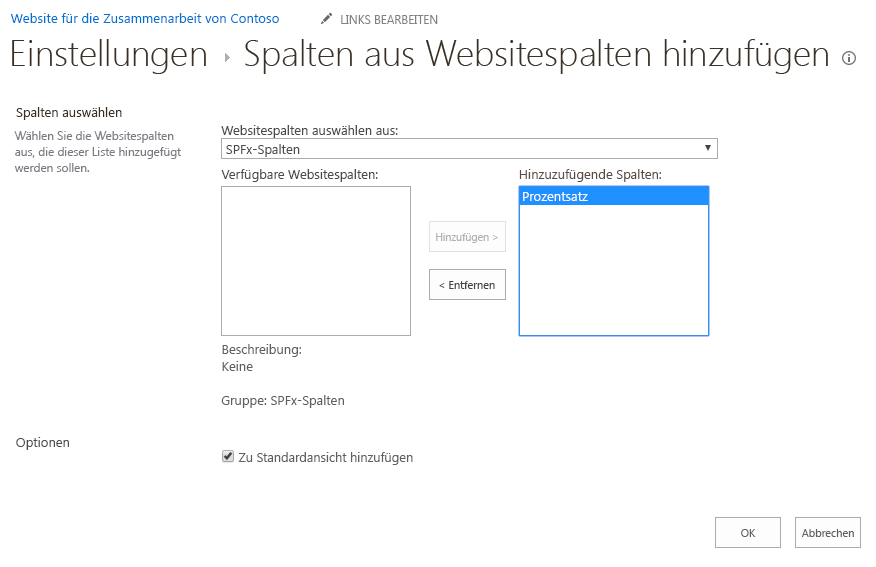 Website für die Zusammenarbeit von Contoso
LINKS BEARBEITEN
Einstellungen ▸ Spalten aus Websitespalten hinzufügen
Spalten auswählen
Wählen Sie die Websitespalten
aus, die dieser Liste hinzugefügt
werden sollen.
Websitespalten auswählen aus:
SPFx-Spalten
Verfügbare Websitespalten:
Hinzuzufügende Spalten:
Prozentsatz
Hinzufügen >
< Entfernen
Beschreibung:
Keine
Gruppe: SPFx-Spalten
Optionen
Zu Standardansicht hinzufügen
OK
Abbrechen